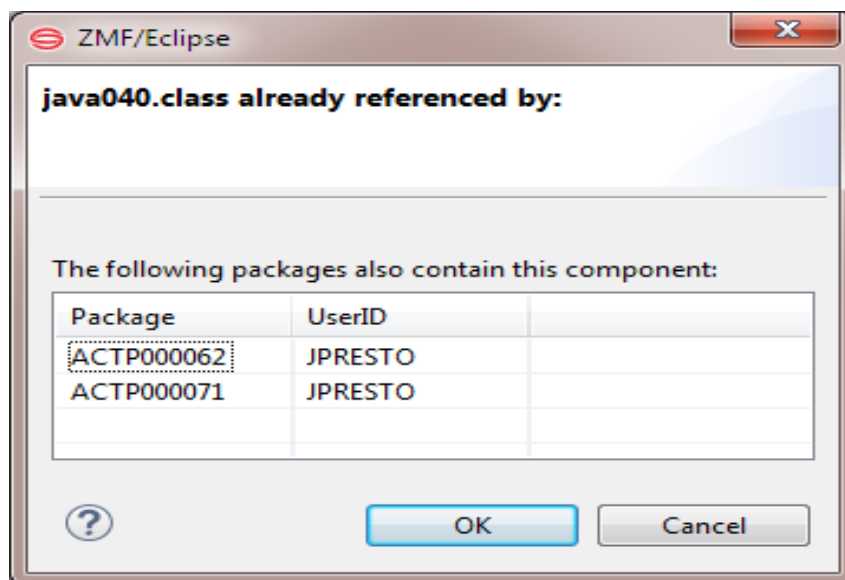 ZMF/Eclipse
java040.class already referenced by:
The following packages also contain this component:
Package UserID
ACTP000062 JPRESTO
ACTP000071 JPRESTO
? OK Cancel